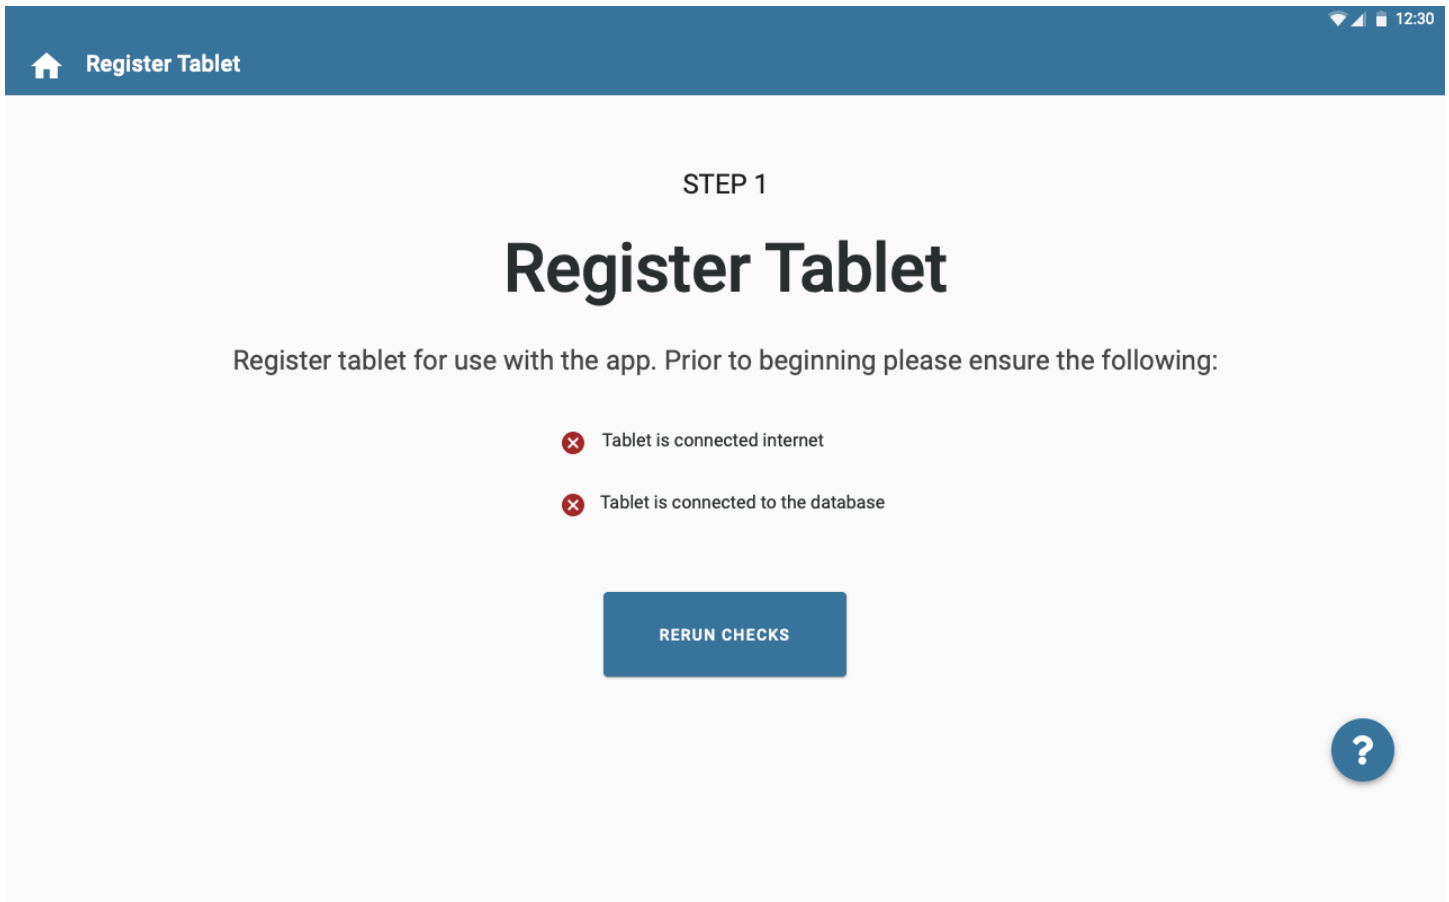 12:30
Register Tablet
STEP 1
Register Tablet
Register tablet for use with the app. Prior to beginning please ensure the following:
Tablet is connected internet
Tablet is connected to the database
RERUN CHECKS
?